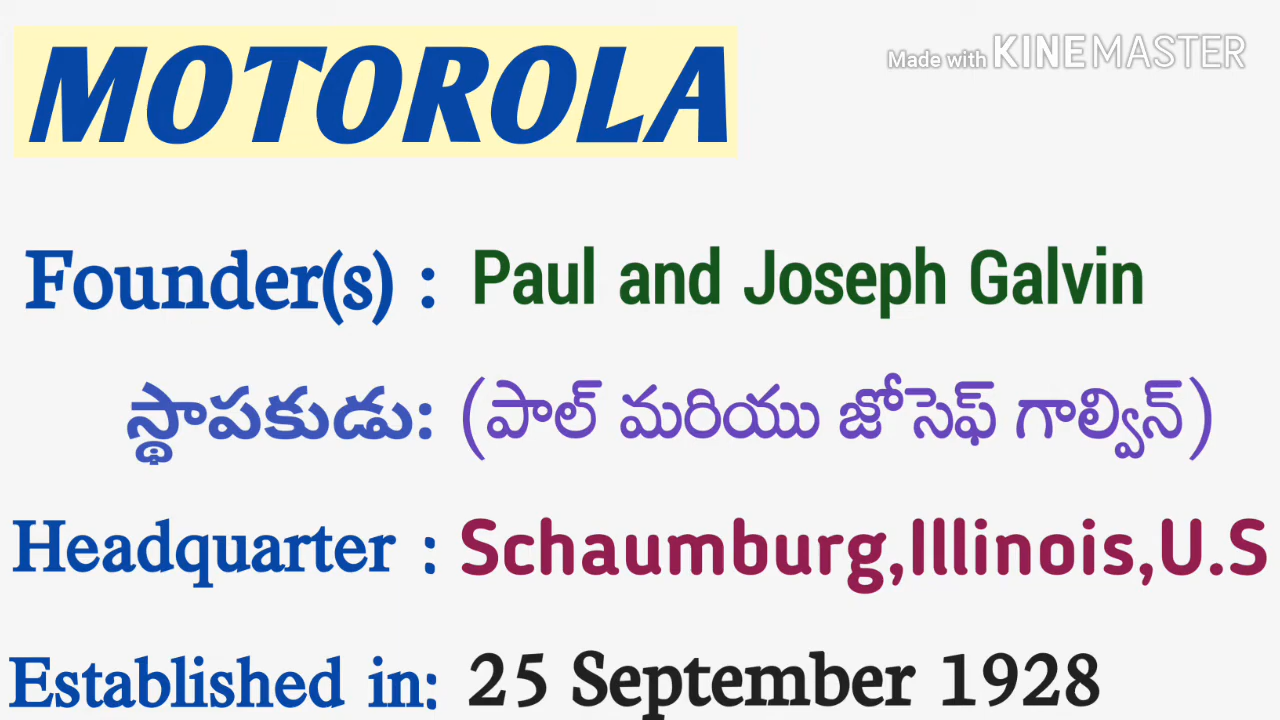 MOTOROLA
Made with KINEMASTER
Founder(s) : Paul and Joseph Galvin
స్థాపకుడు: (పాల్ మరియు జోసెఫ్ గాల్విన్)
Headquarter : Schaumburg,Illinois,U.S
Established in: 25 September 1928